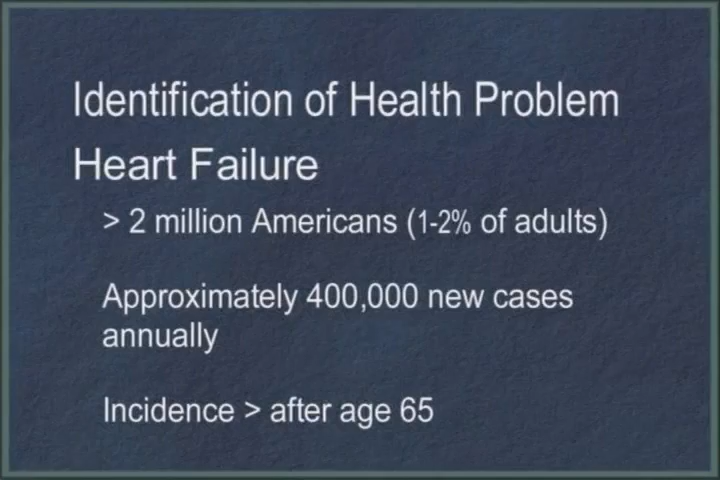 Identification of Health Problem
Heart Failure
> 2 million Americans (1-2% of adults)
Approximately 400,000 new cases
annually
Incidence > after age 65